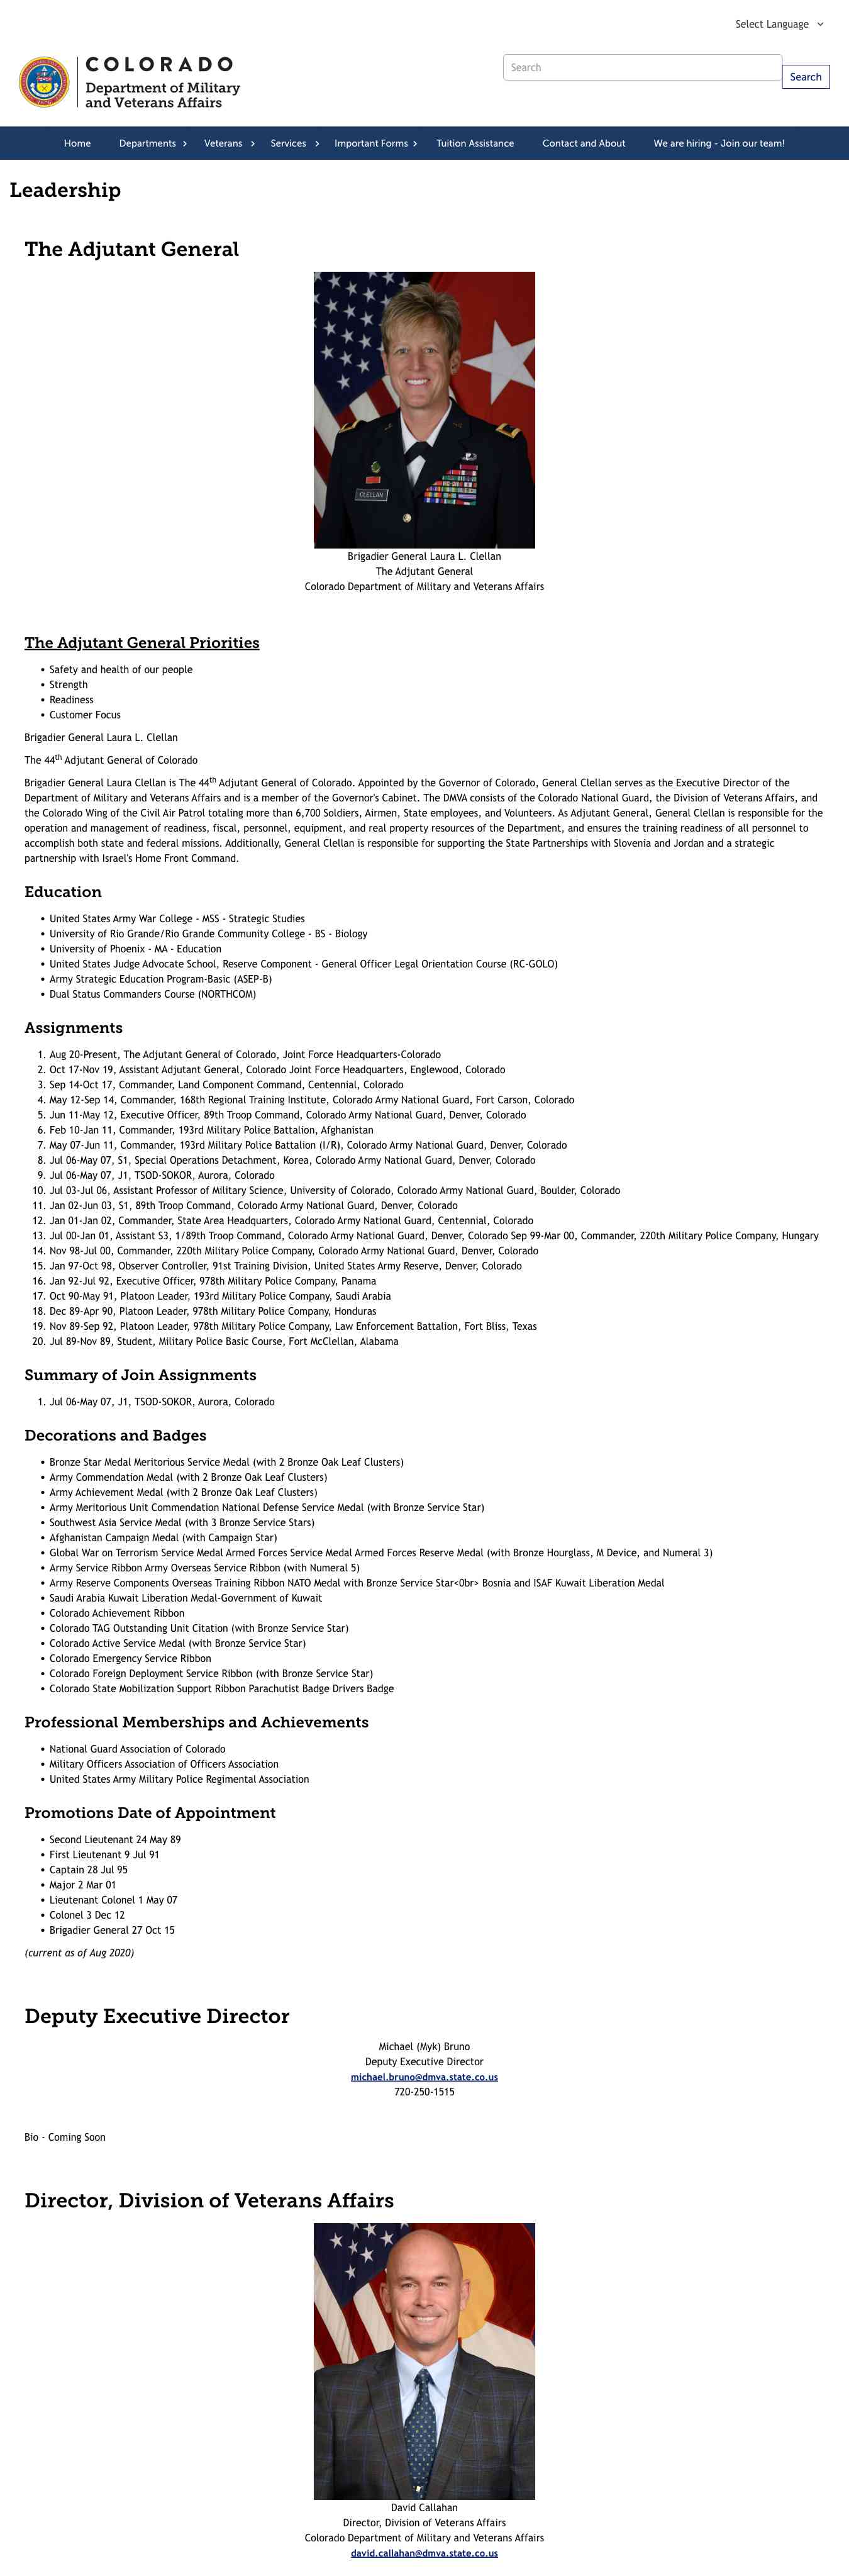 Select Language
COLORADO
Department of Military
and Veterans Affairs
Search
Search
Home Departments Veterans Services Important Forms Tuition Assistance Contact and About We are hiring - Join our team!
Leadership
The Adjutant General
CLELLAN
Brigadier General Laura L. Clellan
The Adjutant General
Colorado Department of Military and Veterans Affairs
The Adjutant General Priorities
• Safety and health of our people
• Strength
• Readiness
• Customer Focus
Brigadier General Laura L. Clellan
The 44th Adjutant General of Colorado
Brigadier General Laura Clellan is The 44th Adjutant General of Colorado. Appointed by the Governor of Colorado, General Clellan serves as the Executive Director of the
Department of Military and Veterans Affairs and is a member of the Governor's Cabinet. The DMVA consists of the Colorado National Guard, the Division of Veterans Affairs, and
the Colorado Wing of the Civil Air Patrol totaling more than 6,700 Soldiers, Airmen, State employees, and Volunteers. As Adjutant General, General Clellan is responsible for the
operation and management of readiness, fiscal, personnel, equipment, and real property resources of the Department, and ensures the training readiness of all personnel to
accomplish both state and federal missions. Additionally, General Clellan is responsible for supporting the State Partnerships with Slovenia and Jordan and a strategic
partnership with Israel's Home Front Command.
Education
• United States Army War College - MSS - Strategic Studies
• University of Rio Grande/Rio Grande Community College - BS - Biology
• University of Phoenix - MA - Education
• United States Judge Advocate School, Reserve Component - General Officer Legal Orientation Course (RC-GOLO)
• Army Strategic Education Program-Basic (ASEP-B)
• Dual Status Commanders Course (NORTHCOM)
Assignments
1. Aug 20-Present, The Adjutant General of Colorado, Joint Force Headquarters-Colorado
2. Oct 17-Nov 19, Assistant Adjutant General, Colorado Joint Force Headquarters, Englewood, Colorado
3. Sep 14-Oct 17, Commander, Land Component Command, Centennial, Colorado
4. May 12-Sep 14, Commander, 168th Regional Training Institute, Colorado Army National Guard, Fort Carson, Colorado
5. Jun 11-May 12, Executive Officer, 89th Troop Command, Colorado Army National Guard, Denver, Colorado
6. Feb 10-Jan 11, Commander, 193rd Military Police Battalion, Afghanistan
7. May 07-Jun 11, Commander, 193rd Military Police Battalion (I/R), Colorado Army National Guard, Denver, Colorado
8. Jul 06-May 07, S1, Special Operations Detachment, Korea, Colorado Army National Guard, Denver, Colorado
9. Jul 06-May 07, J1, TSOD-SOKOR, Aurora, Colorado
10. Jul 03-Jul 06, Assistant Professor of Military Science, University of Colorado, Colorado Army National Guard, Boulder, Colorado
11. Jan 02-Jun 03, S1, 89th Troop Command, Colorado Army National Guard, Denver, Colorado
12. Jan 01-Jan 02, Commander, State Area Headquarters, Colorado Army National Guard, Centennial, Colorado
13. Jul 00-Jan 01, Assistant S3, 1/89th Troop Command, Colorado Army National Guard, Denver, Colorado Sep 99-Mar 00, Commander, 220th Military Police Company, Hungary
14. Nov 98-Jul 00, Commander, 220th Military Police Company, Colorado Army National Guard, Denver, Colorado
15. Jan 97-Oct 98, Observer Controller, 91st Training Division, United States Army Reserve, Denver, Colorado
16. Jan 92-Jul 92, Executive Officer, 978th Military Police Company, Panama
17. Oct 90-May 91, Platoon Leader, 193rd Military Police Company, Saudi Arabia
18. Dec 89-Apr 90, Platoon Leader, 978th Military Police Company, Honduras
19. Nov 89-Sep 92, Platoon Leader, 978th Military Police Company, Law Enforcement Battalion, Fort Bliss, Texas
20. Jul 89-Nov 89, Student, Military Police Basic Course, Fort McClellan, Alabama
Summary of Join Assignments
1. Jul 06-May 07, J1, TSOD-SOKOR, Aurora, Colorado
Decorations and Badges
• Bronze Star Medal Meritorious Service Medal (with 2 Bronze Oak Leaf Clusters)
• Army Commendation Medal (with 2 Bronze Oak Leaf Clusters)
• Army Achievement Medal (with 2 Bronze Oak Leaf Clusters)
• Army Meritorious Unit Commendation National Defense Service Medal (with Bronze Service Star)
• Southwest Asia Service Medal (with 3 Bronze Service Stars)
• Afghanistan Campaign Medal (with Campaign Star)
• Global War on Terrorism Service Medal Armed Forces Service Medal Armed Forces Reserve Medal (with Bronze Hourglass, M Device, and Numeral 3)
• Army Service Ribbon Army Overseas Service Ribbon (with Numeral 5)
• Army Reserve Components Overseas Training Ribbon NATO Medal with Bronze Service Star<0br> Bosnia and ISAF Kuwait Liberation Medal
• Saudi Arabia Kuwait Liberation Medal-Government of Kuwait
• Colorado Achievement Ribbon
• Colorado TAG Outstanding Unit Citation (with Bronze Service Star)
• Colorado Active Service Medal (with Bronze Service Star)
• Colorado Emergency Service Ribbon
• Colorado Foreign Deployment Service Ribbon (with Bronze Service Star)
• Colorado State Mobilization Support Ribbon Parachutist Badge Drivers Badge
Professional Memberships and Achievements
• National Guard Association of Colorado
• Military Officers Association of Officers Association
• United States Army Military Police Regimental Association
Promotions Date of Appointment
• Second Lieutenant 24 May 89
• First Lieutenant 9 Jul 91
• Captain 28 Jul 95
• Major 2 Mar 01
• Lieutenant Colonel 1 May 07
• Colonel 3 Dec 12
• Brigadier General 27 Oct 15
(current as of Aug 2020)
Deputy Executive Director
Michael (Myk) Bruno
Deputy Executive Director
michael.bruno@dmva.state.co.us
720-250-1515
Bio - Coming Soon
Director, Division of Veterans Affairs
David Callahan
Director, Division of Veterans Affairs
Colorado Department of Military and Veterans Affairs
david.callahan@dmva.state.co.us